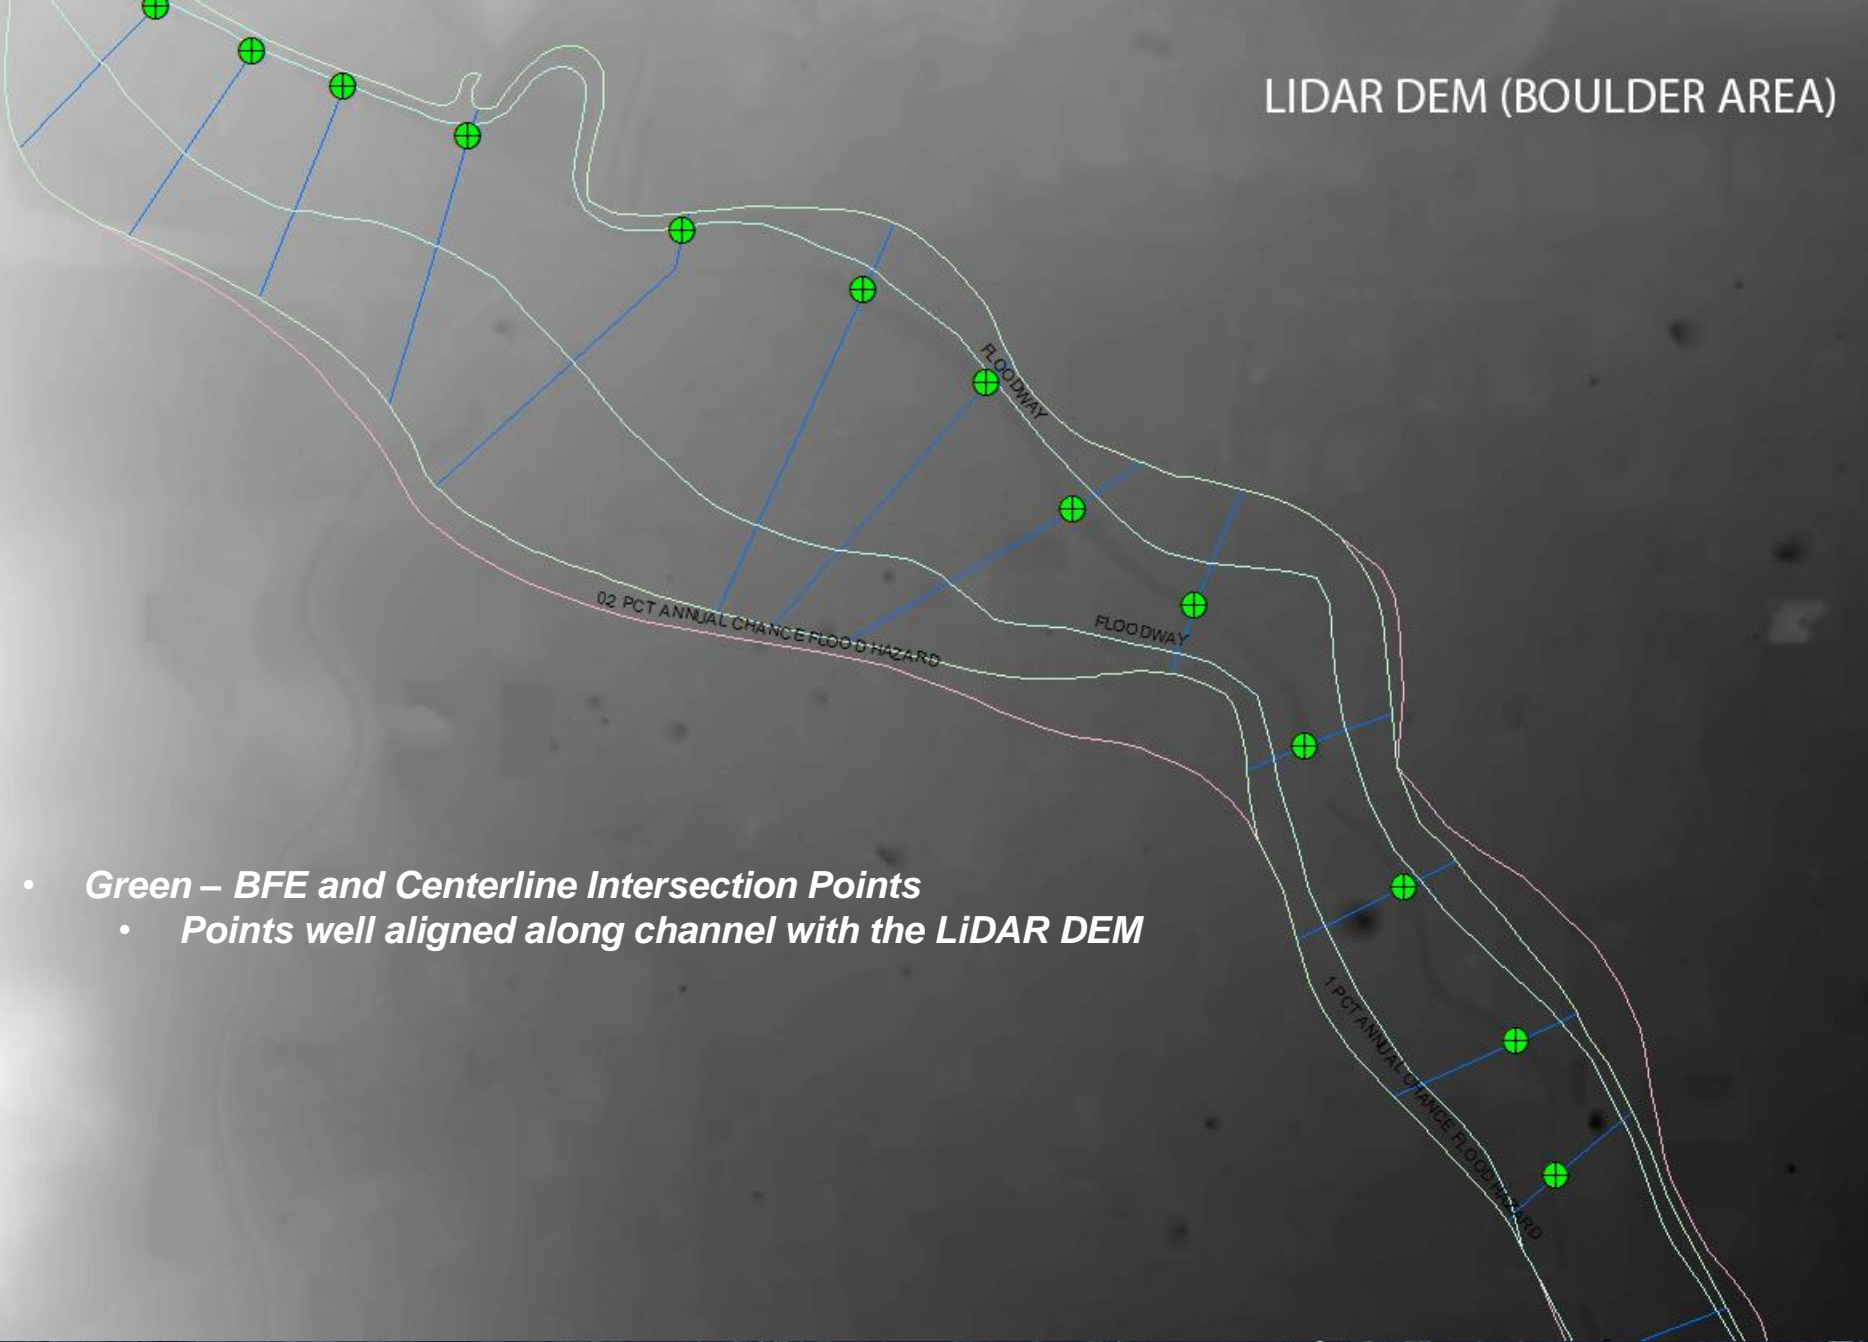 LIDAR DEM (BOULDER AREA)
FLOODWAY
02 PCT ANNUAL CHANCE FLOOD HAZARD
FLOODWAY
• Green – BFE and Centerline Intersection Points
• Points well aligned along channel with the LiDAR DEM
1 PCT ANNUAL CHANCE FLOOD HAZARD